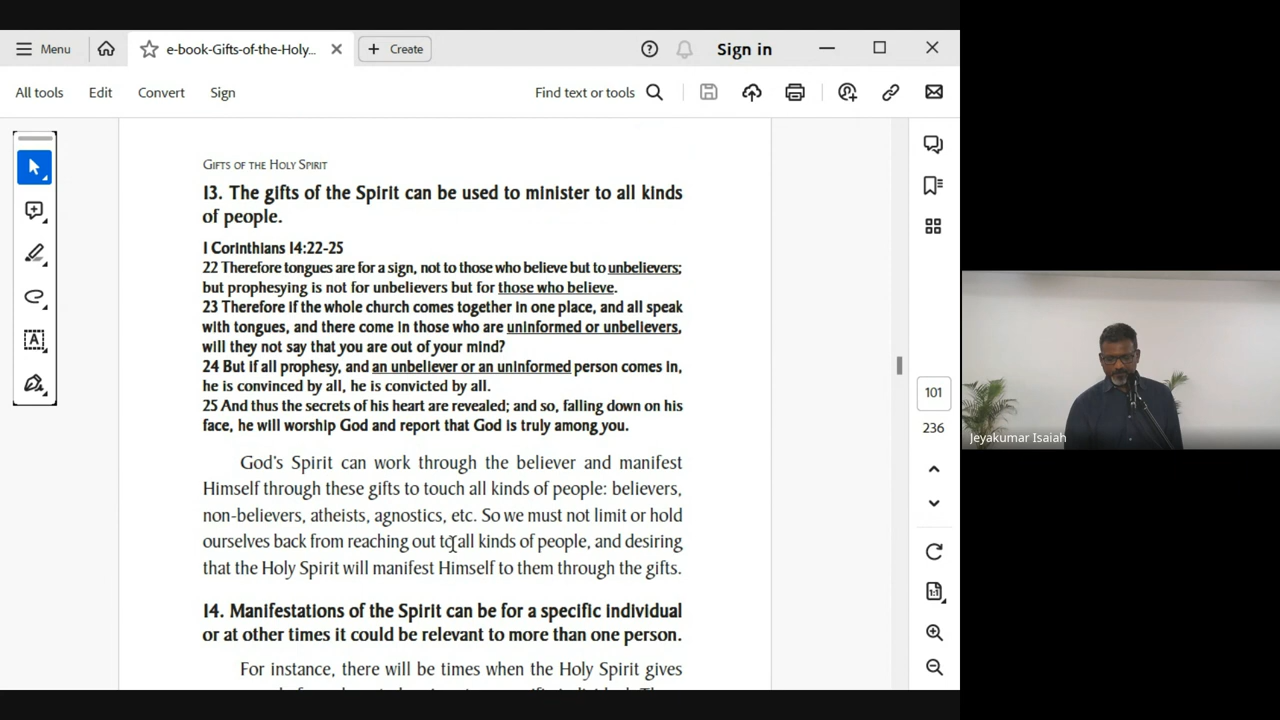 Menu
e-book-Gifts-of-the-Holy...
Create
Sign in
All tools
Edit
Convert
Sign
Find text or tools
GIFTS OF THE HOLY SPIRIT
13. The gifts of the Spirit can be used to minister to all kinds
of people.
1 Corinthians 14:22-25
22 Therefore tongues are for a sign, not to those who believe but to unbelievers;
but prophesying is not for unbelievers but for those who believe.
23 Therefore if the whole church comes together in one place, and all speak
with tongues, and there come in those who are uninformed or unbelievers,
will they not say that you are out of your mind?
24 But if all prophesy, and an unbeliever or an uninformed person comes in,
he is convinced by all, he is convicted by all.
25 And thus the secrets of his heart are revealed; and so, falling down on his
face, he will worship God and report that God is truly among you.
God's Spirit can work through the believer and manifest
Himself through these gifts to touch all kinds of people: believers,
non-believers, atheists, agnostics, etc. So we must not limit or hold
ourselves back from reaching out to all kinds of people, and desiring
that the Holy Spirit will manifest Himself to them through the gifts.
14. Manifestations of the Spirit can be for a specific individual
or at other times it could be relevant to more than one person.
For instance, there will be times when the Holy Spirit gives
101
236
1:1
Jeyakumar Isaiah